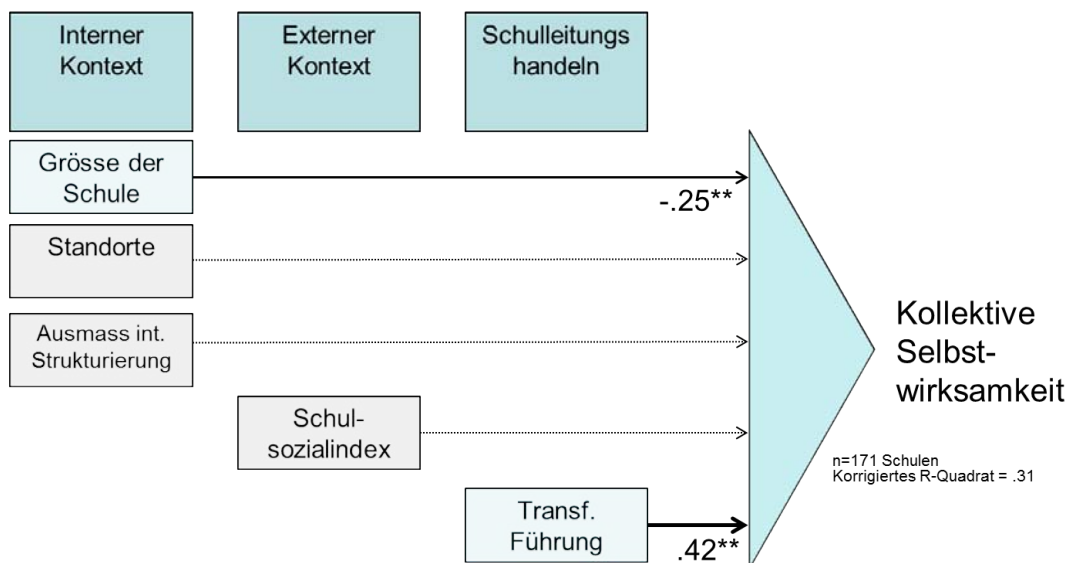 Interner
Kontext
Externer
Kontext
Schulleitungs
handeln
Grösse der
Schule
-.25**
Standorte
Ausmass int.
Strukturierung
Schul-
sozialindex
Transf.
Führung
.42**
Kollektive
Selbst-
wirksamkeit
n=171 Schulen
Korrigiertes R-Quadrat = .31